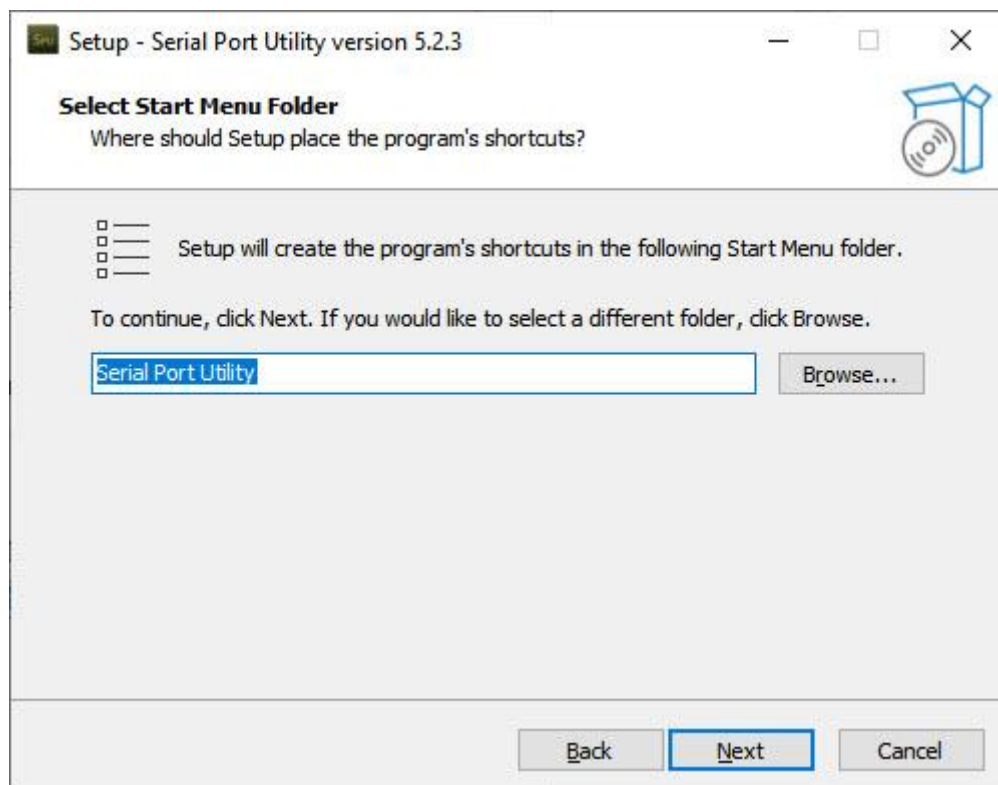 Setup - Serial Port Utility version 5.2.3
Select Start Menu Folder
Where should Setup place the program's shortcuts?
Setup will create the program's shortcuts in the following Start Menu folder.
To continue, click Next. If you would like to select a different folder, click Browse.
Serial Port Utility
Browse...
Back
Next
Cancel